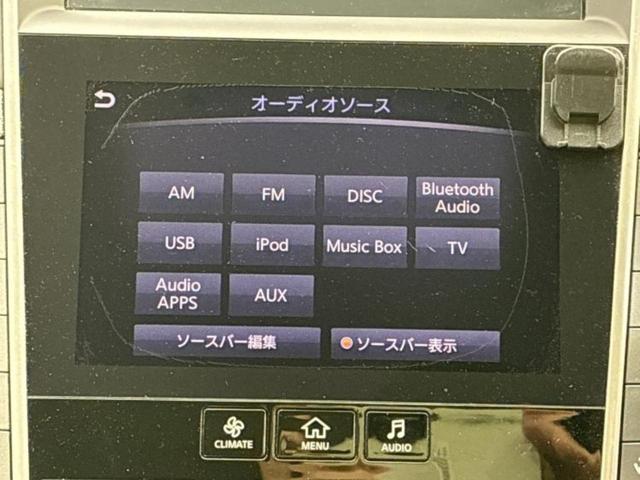 オーディオソース
AM
FM
DISC
Bluetooth
Audio
USB
iPod
Music Box
TV
Audio
APPS
AUX
ソースバー編集
ソースバー表示
CLIMATE
MENU
AUDIO